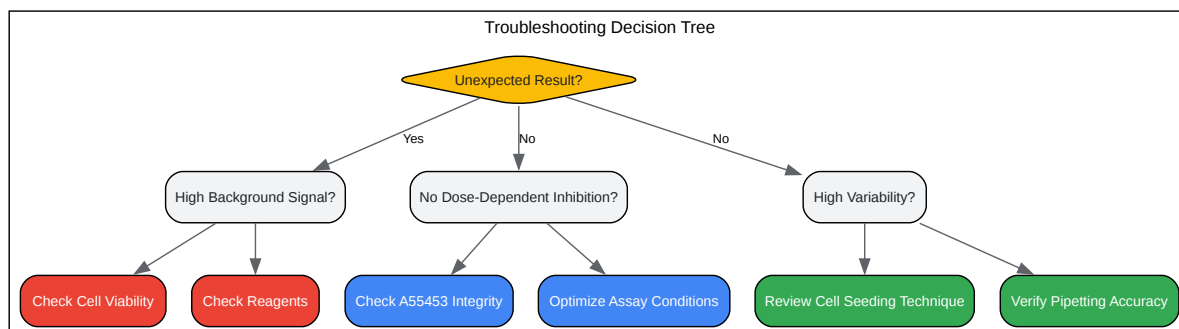 Troubleshooting Decision Tree
Unexpected Result?
Yes
No
No
High Background Signal?
No Dose-Dependent Inhibition?
High Variability?
Check Cell Viability
Check Reagents
Check A55453 Integrity
Optimize Assay Conditions
Review Cell Seeding Technique
Verify Pipetting Accuracy